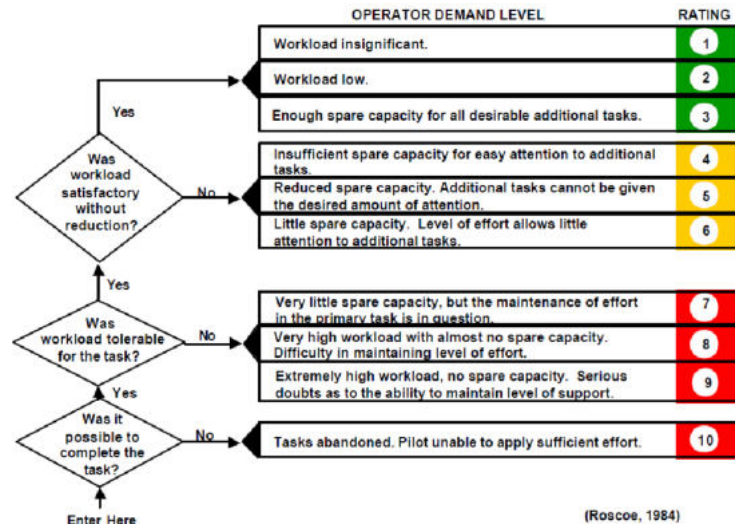 OPERATOR DEMAND LEVEL RATING
Workload insignificant. 1
Workload low. 2
Yes
Enough spare capacity for all desirable additional tasks. 3
Was
workload
satisfactory
without
reduction?
No
Insufficient spare capacity for easy attention to additional
tasks.
4
Reduced spare capacity. Additional tasks cannot be given
the desired amount of attention.
5
Little spare capacity. Level of effort allows little
attention to additional tasks.
6
Yes
Was
workload tolerable
for the task?
No
Very little spare capacity, but the maintenance of effort
in the primary task is in question.
7
Very high workload with almost no spare capacity.
Difficulty in maintaining level of effort.
8
Extremely high workload, no spare capacity. Serious
doubts as to the ability to maintain level of support.
9
Yes
Was it
possible to
complete the
task?
No
Tasks abandoned. Pilot unable to apply sufficient effort. 10
Enter Here
(Roscoe, 1984)